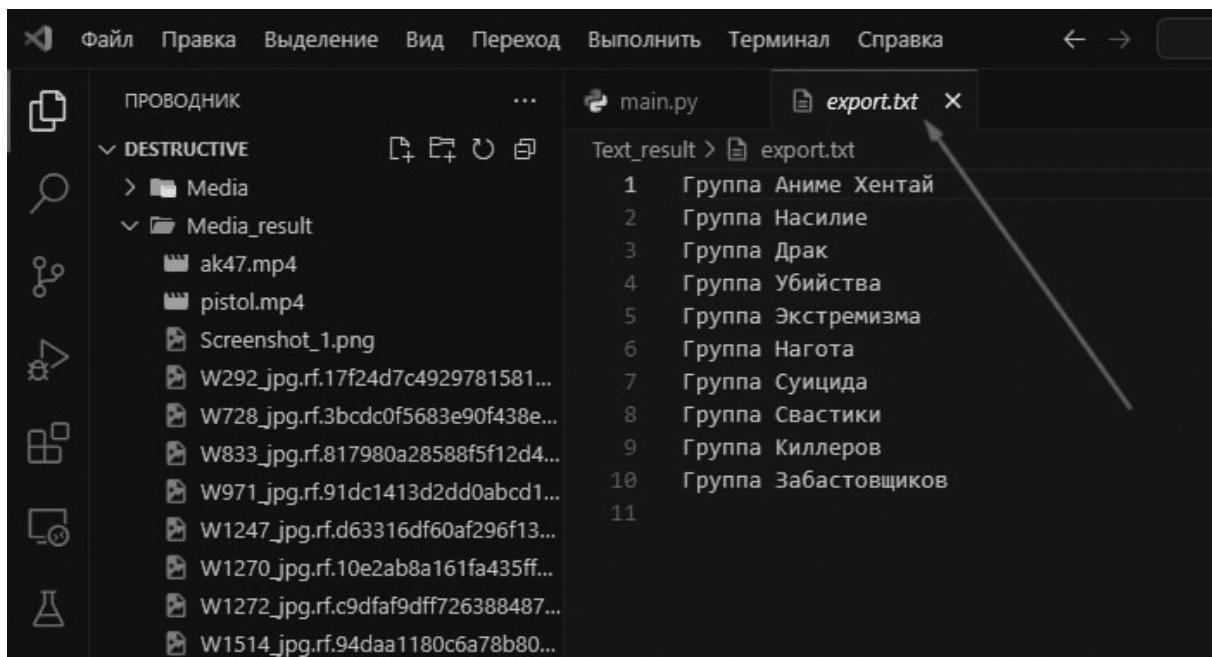 Файл Правка Выделение Вид Переход Выполнить Терминал Справка
ПРОВОДНИК
DESTRUCTIVE
Media
Media_result
ak47.mp4
pistol.mp4
Screenshot_1.png
W292_jpg.rf.17f24d7c4929781581...
W728_jpg.rf.3bcdc0f5683e90f438e...
W833_jpg.rf.817980a28588f5f12d4...
W971_jpg.rf.91dc1413d2dd0abcd1...
W1247_jpg.rf.d63316df60af296f13...
W1270_jpg.rf.10e2ab8a161fa435ff...
W1272_jpg.rf.c9dfaf9dff726388487...
W1514_jpg.rf.94daa1180c6a78b80...
main.py export.txt
Text_result > export.txt
1 Группа Аниме Хентай
2 Группа Насилие
3 Группа Драк
4 Группа Убийства
5 Группа Экстремизма
6 Группа Нагота
7 Группа Суицида
8 Группа Свастики
9 Группа Киллеров
10 Группа Забастовщиков
11